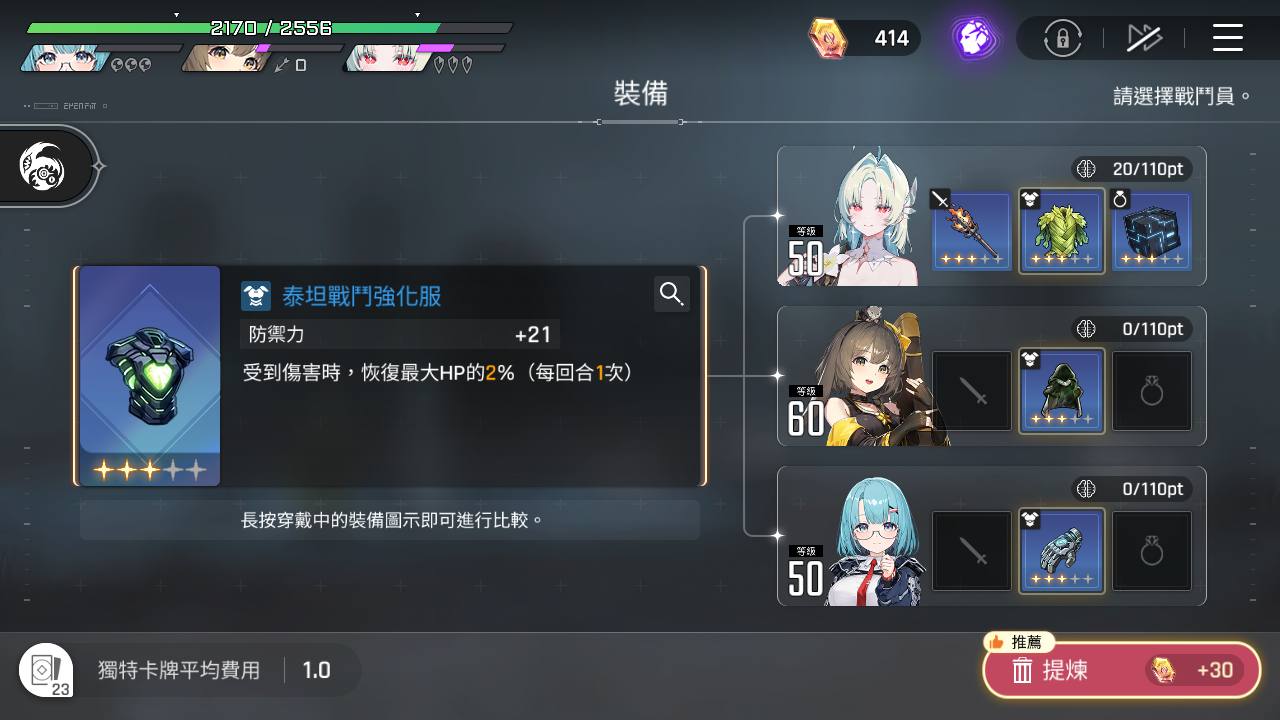 2170 / 2556
414
裝備
請選擇戰鬥員。
20/110pt
等級
50
泰坦戰鬥強化服
防禦力 +21
受到傷害時，恢復最大HP的2%（每回合1次）
0/110pt
等級
60
0/110pt
等級
50
長按穿戴中的裝備圖示即可進行比較。
23
獨特卡牌平均費用 1.0
推薦
提煉 +30